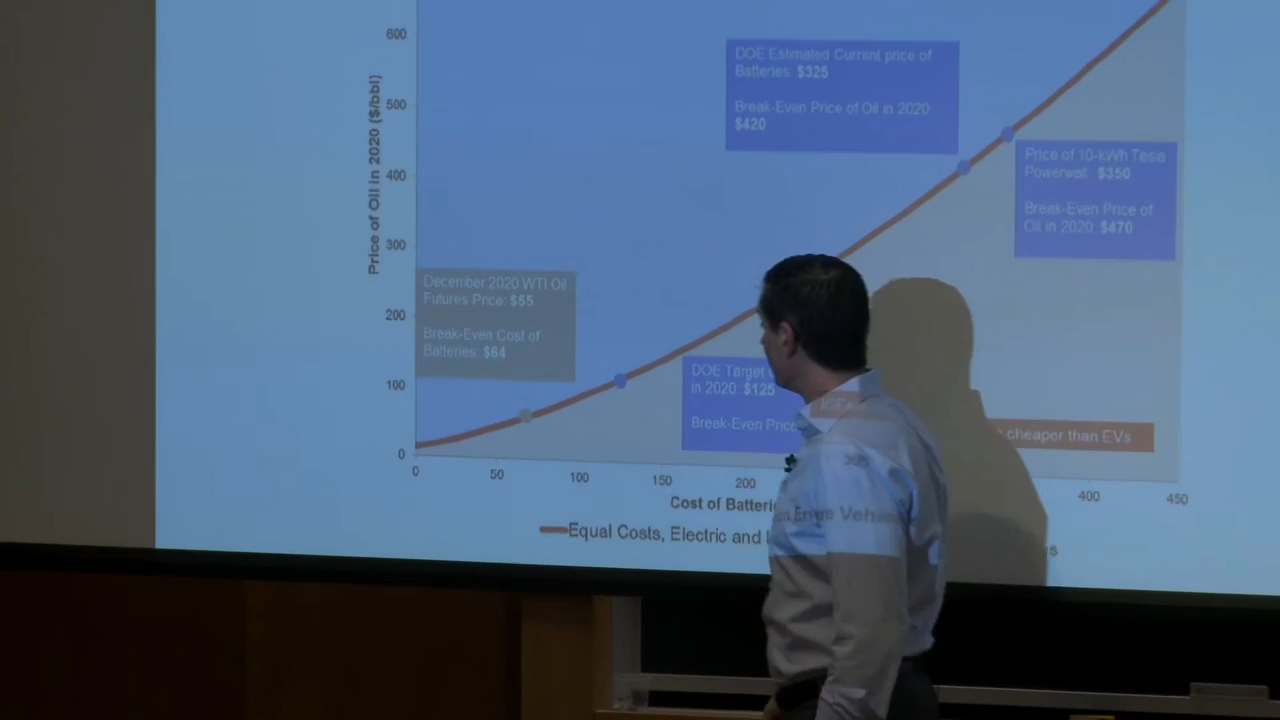 600
500
400
300
200
100
0
Price of Oil in 2020 ($/bbl)
DOE Estimated Current price of
Batteries: $325
Break-Even Price of Oil in 2020:
$420
Price of 10-kWh Tesla
Powerwall: $350
Break-Even Price of
Oil in 2020: $470
December 2020 WTI Oil
Futures Price: $55
Break-Even Cost of
Batteries: $64
DOE Target
in 2020: $125
Break-Even Price
cheaper than EVs
0 50 100 150 200 400 450
Cost of
Equal Costs, Electric and